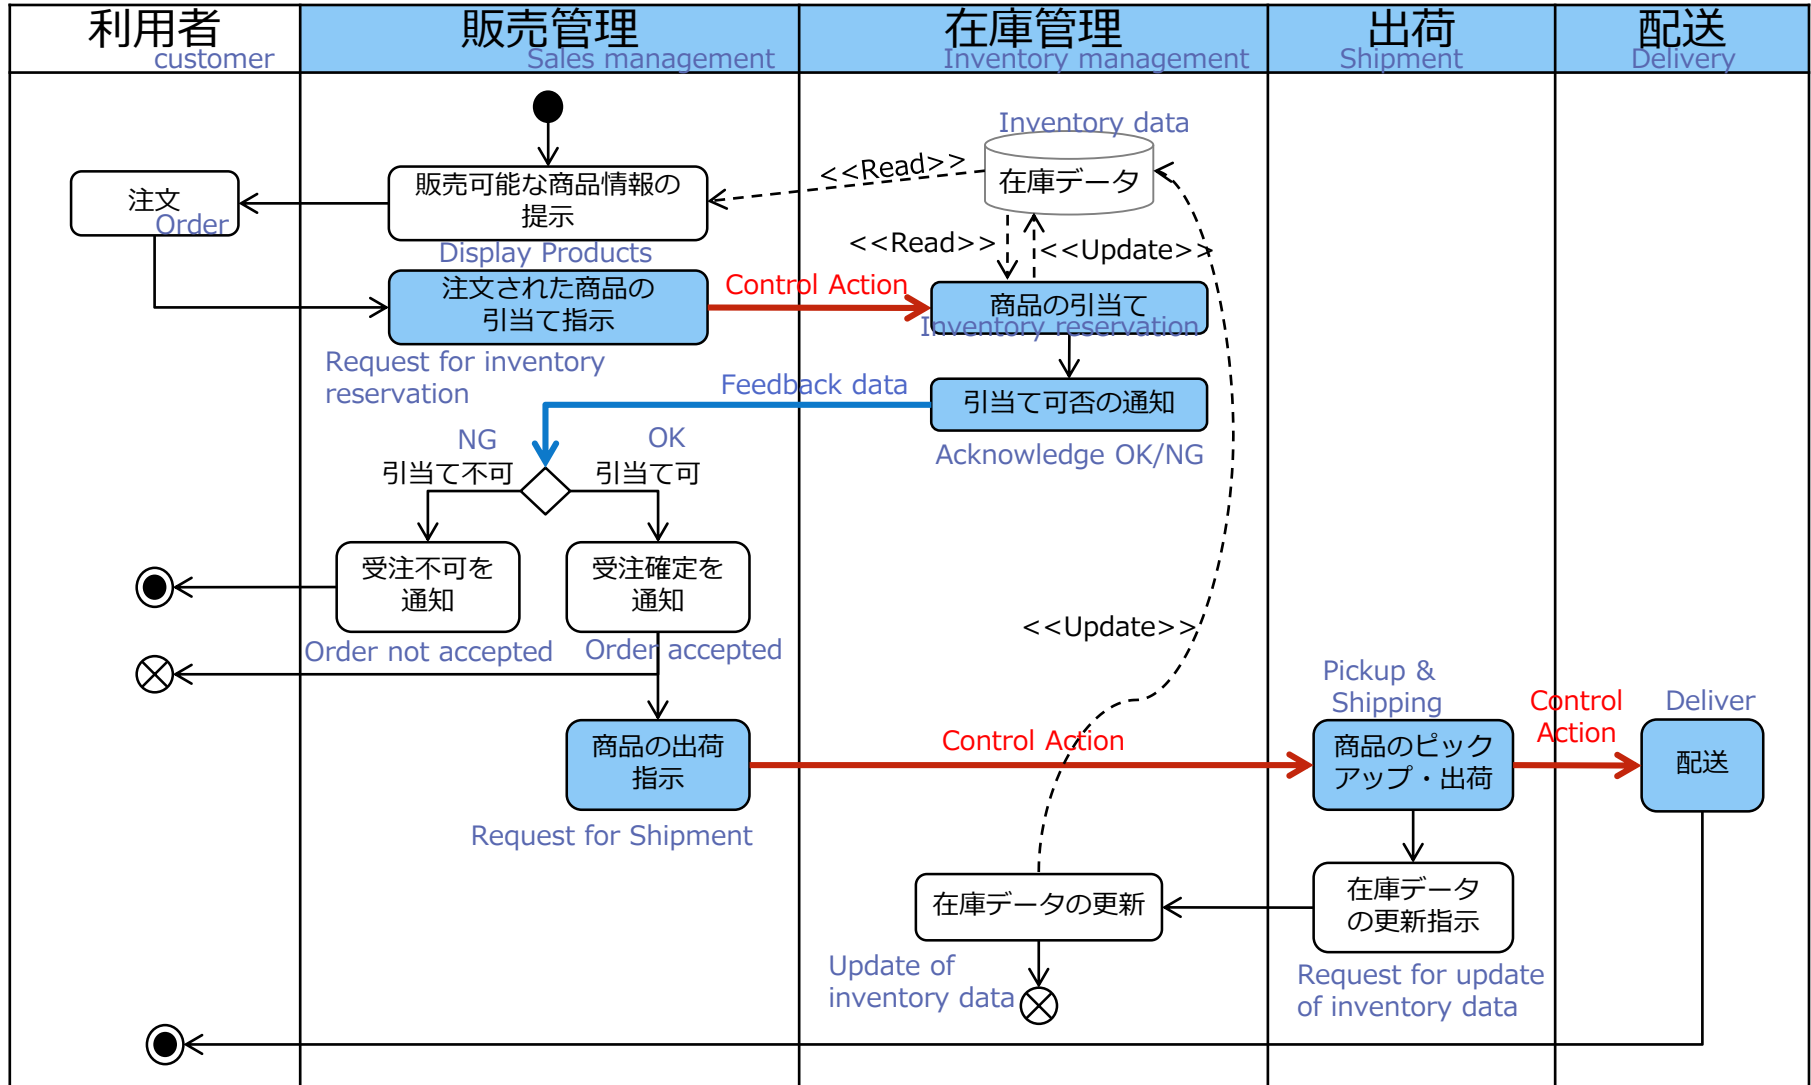 利用者
customer
販売管理
Sales management
在庫管理
Inventory management
出荷
Shipment
配送
Delivery
Inventory data
在庫データ
<<Read>>
注文
Order
販売可能な商品情報の
提示
Display Products
<<Read>>
<<Update>>
注文された商品の
引当て指示
Request for inventory
reservation
Control Action
商品の引当て
Inventory reservation
Feedback data
引当て可否の通知
Acknowledge OK/NG
NG
引当て不可
OK
引当て可
受注不可を
通知
Order not accepted
受注確定を
通知
Order accepted
<<Update>>
商品の出荷
指示
Request for Shipment
Control Action
Pickup &
Shipping
商品のピック
アップ・出荷
Control
Action
Deliver
配送
在庫データの更新
Update of
inventory data
在庫データ
の更新指示
Request for update
of inventory data